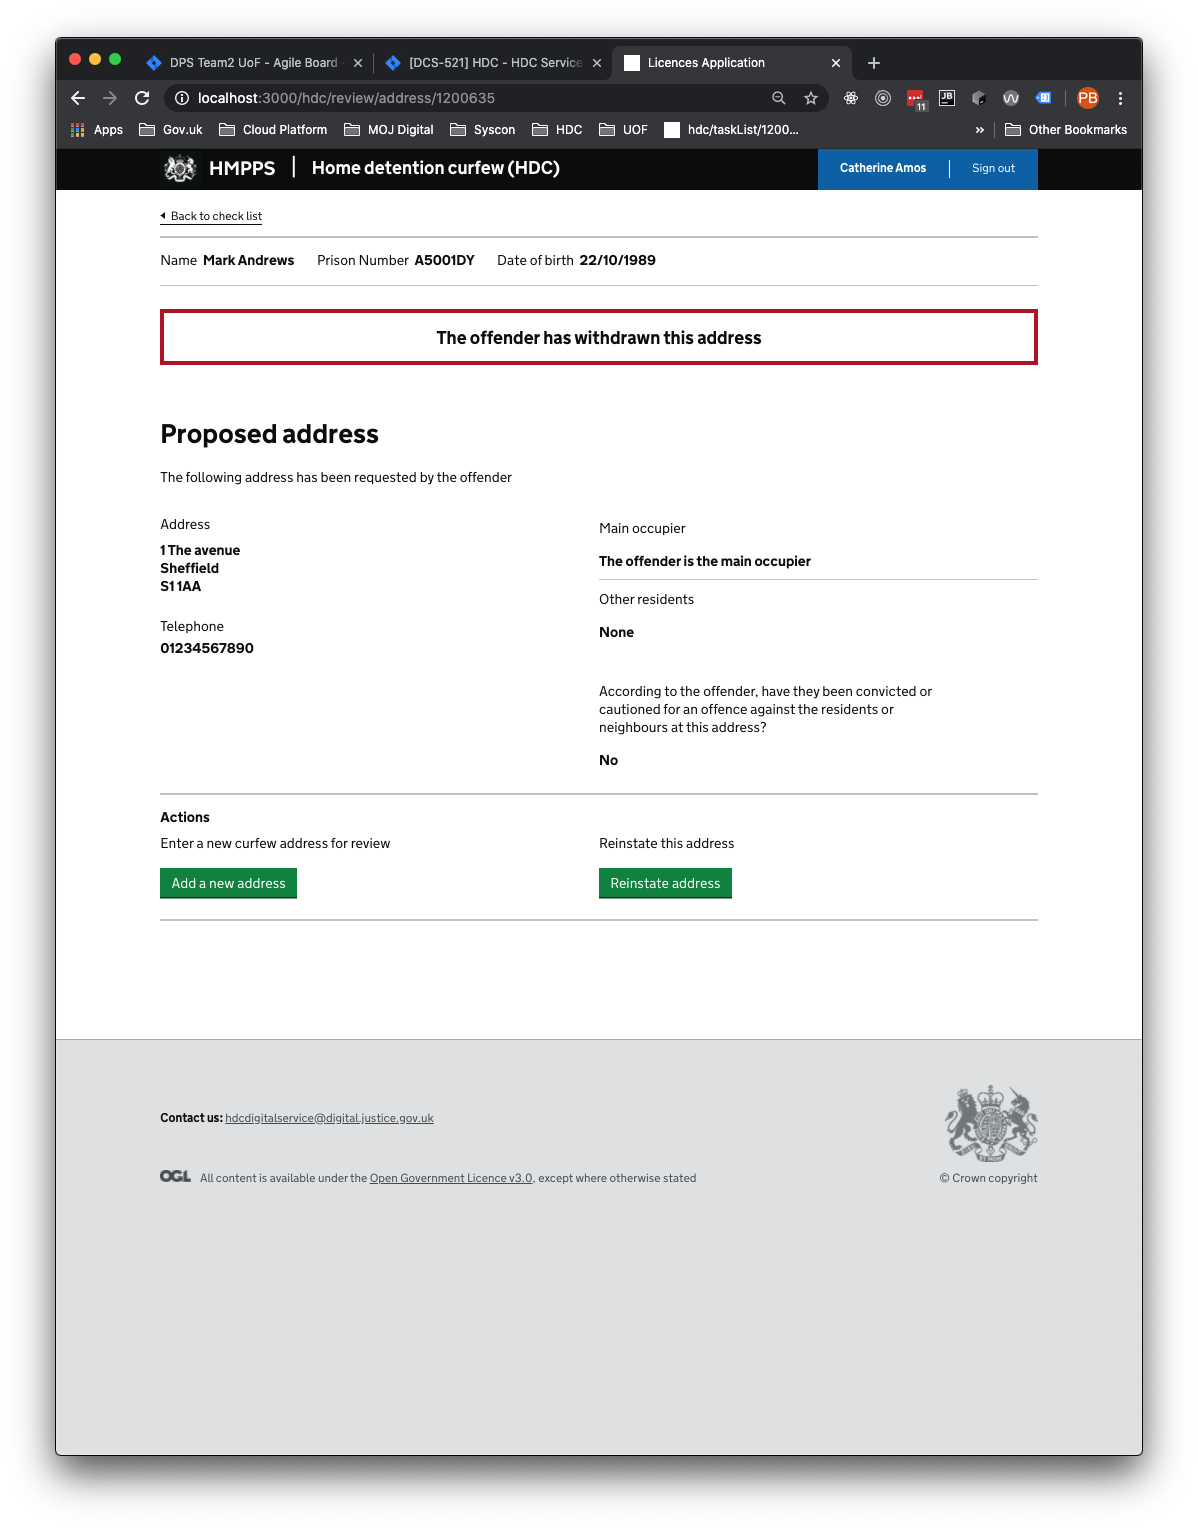 DPS Team2 UoF - Agile Board -
[DCS-521] HDC - HDC Service
Licences Application
localhost:3000/hdc/review/address/1200635
11
JB
PB
Apps
Gov.uk
Cloud Platform
MOJ Digital
Syscon
HDC
UOF
hdc/taskList/1200...
»
Other Bookmarks
HMPPS | Home detention curfew (HDC)
Catherine Amos
Sign out
Back to check list
Name Mark Andrews Prison Number A5001DY Date of birth 22/10/1989
The offender has withdrawn this address
Proposed address
The following address has been requested by the offender
Address
1 The avenue
Sheffield
S1 1AA
Telephone
01234567890
Main occupier
The offender is the main occupier
Other residents
None
According to the offender, have they been convicted or
cautioned for an offence against the residents or
neighbours at this address?
No
Actions
Enter a new curfew address for review
Add a new address
Reinstate this address
Reinstate address
Contact us: hdcdigitalservice@digital.justice.gov.uk
OGL All content is available under the Open Government Licence v3.0, except where otherwise stated
© Crown copyright